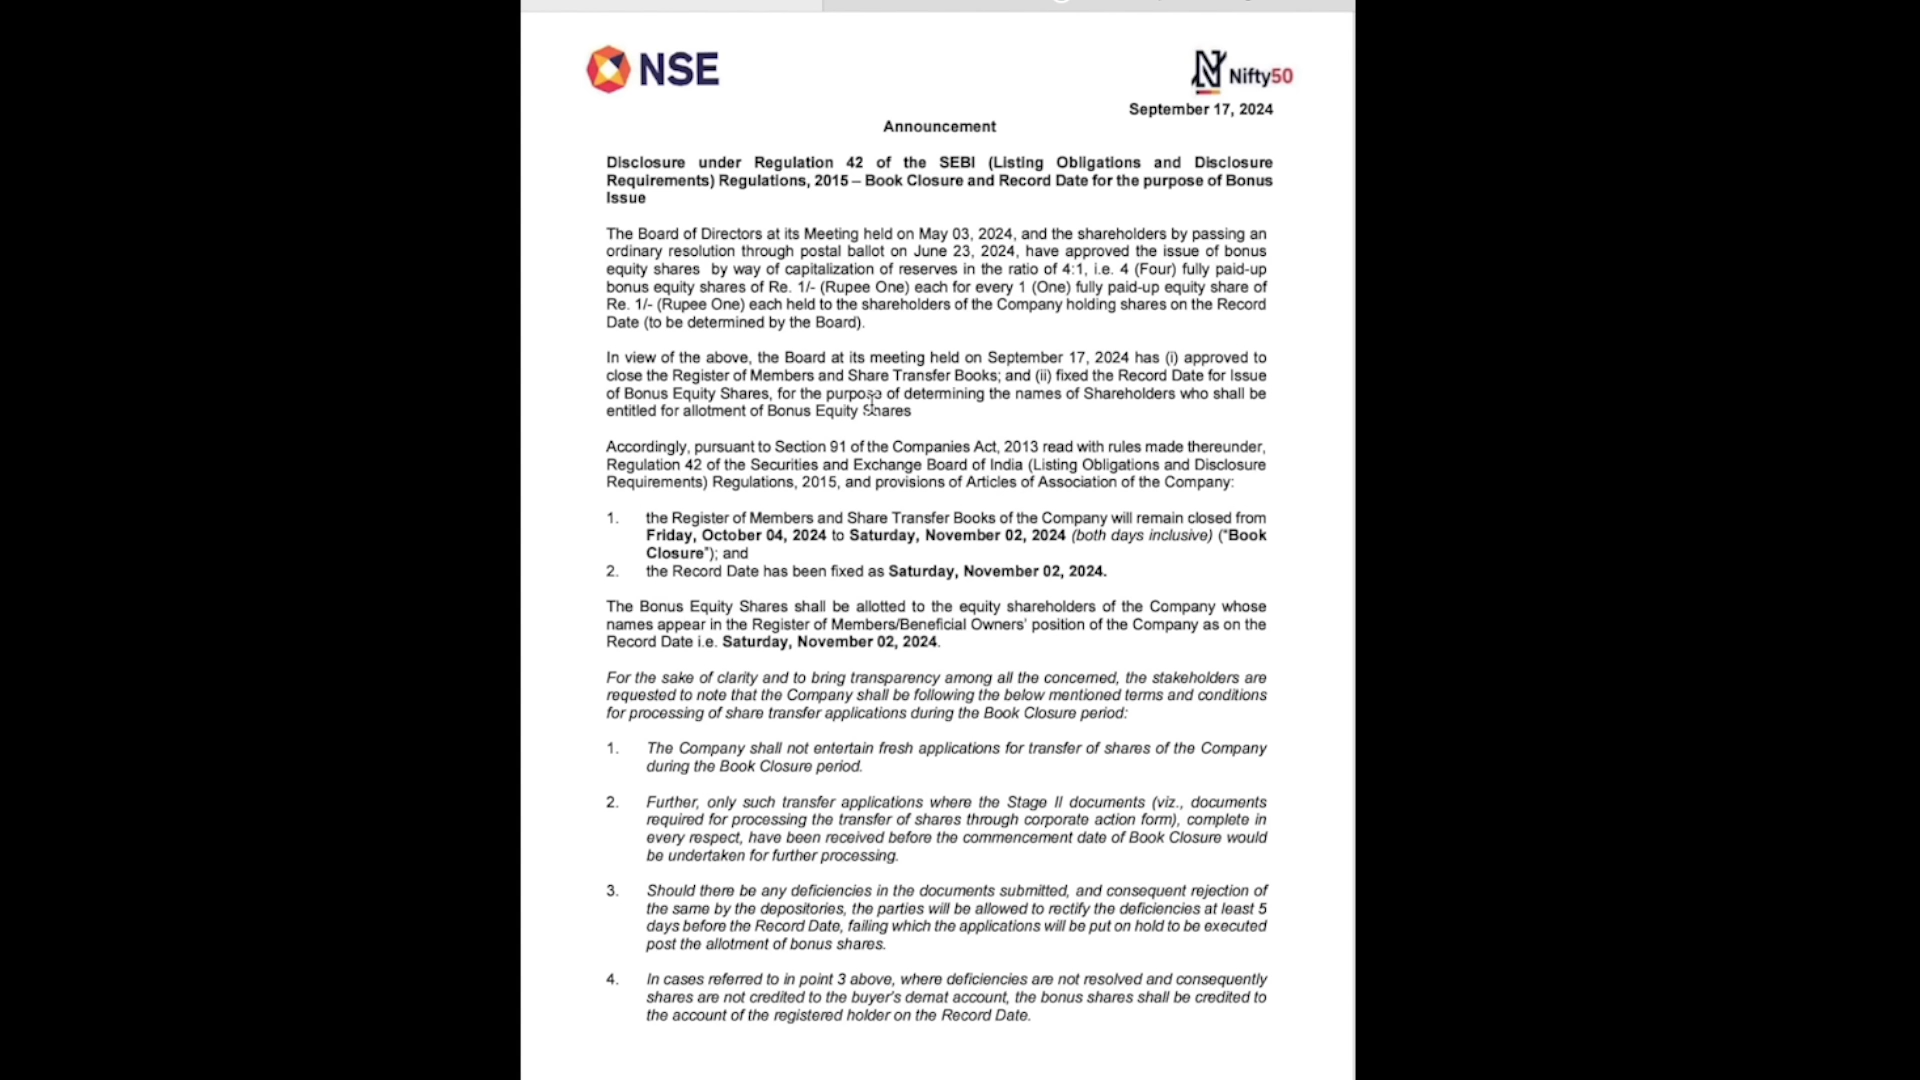 NSE
Nifty50
September 17, 2024
Announcement
Disclosure under Regulation 42 of the SEBI (Listing Obligations and Disclosure
Requirements) Regulations, 2015 – Book Closure and Record Date for the purpose of Bonus
Issue
The Board of Directors at its Meeting held on May 03, 2024, and the shareholders by passing an
ordinary resolution through postal ballot on June 23, 2024, have approved the issue of bonus
equity shares by way of capitalization of reserves in the ratio of 4:1, i.e. 4 (Four) fully paid-up
bonus equity shares of Re. 1/- (Rupee One) each for every 1 (One) fully paid-up equity share of
Re. 1/- (Rupee One) each held to the shareholders of the Company holding shares on the Record
Date (to be determined by the Board).
In view of the above, the Board at its meeting held on September 17, 2024 has (i) approved to
close the Register of Members and Share Transfer Books; and (ii) fixed the Record Date for Issue
of Bonus Equity Shares, for the purpose of determining the names of Shareholders who shall be
entitled for allotment of Bonus Equity Shares
Accordingly, pursuant to Section 91 of the Companies Act, 2013 read with rules made thereunder,
Regulation 42 of the Securities and Exchange Board of India (Listing Obligations and Disclosure
Requirements) Regulations, 2015, and provisions of Articles of Association of the Company:
1. the Register of Members and Share Transfer Books of the Company will remain closed from
Friday, October 04, 2024 to Saturday, November 02, 2024 (both days inclusive) ("Book
Closure"); and
2. the Record Date has been fixed as Saturday, November 02, 2024.
The Bonus Equity Shares shall be allotted to the equity shareholders of the Company whose
names appear in the Register of Members/Beneficial Owners' position of the Company as on the
Record Date i.e. Saturday, November 02, 2024.
For the sake of clarity and to bring transparency among all the concerned, the stakeholders are
requested to note that the Company shall be following the below mentioned terms and conditions
for processing of share transfer applications during the Book Closure period:
1. The Company shall not entertain fresh applications for transfer of shares of the Company
during the Book Closure period.
2. Further, only such transfer applications where the Stage II documents (viz., documents
required for processing the transfer of shares through corporate action form), complete in
every respect, have been received before the commencement date of Book Closure would
be undertaken for further processing.
3. Should there be any deficiencies in the documents submitted, and consequent rejection of
the same by the depositories, the parties will be allowed to rectify the deficiencies at least 5
days before the Record Date, failing which the applications will be put on hold to be executed
post the allotment of bonus shares.
4. In cases referred to in point 3 above, where deficiencies are not resolved and consequently
shares are not credited to the buyer's demat account, the bonus shares shall be credited to
the account of the registered holder on the Record Date.